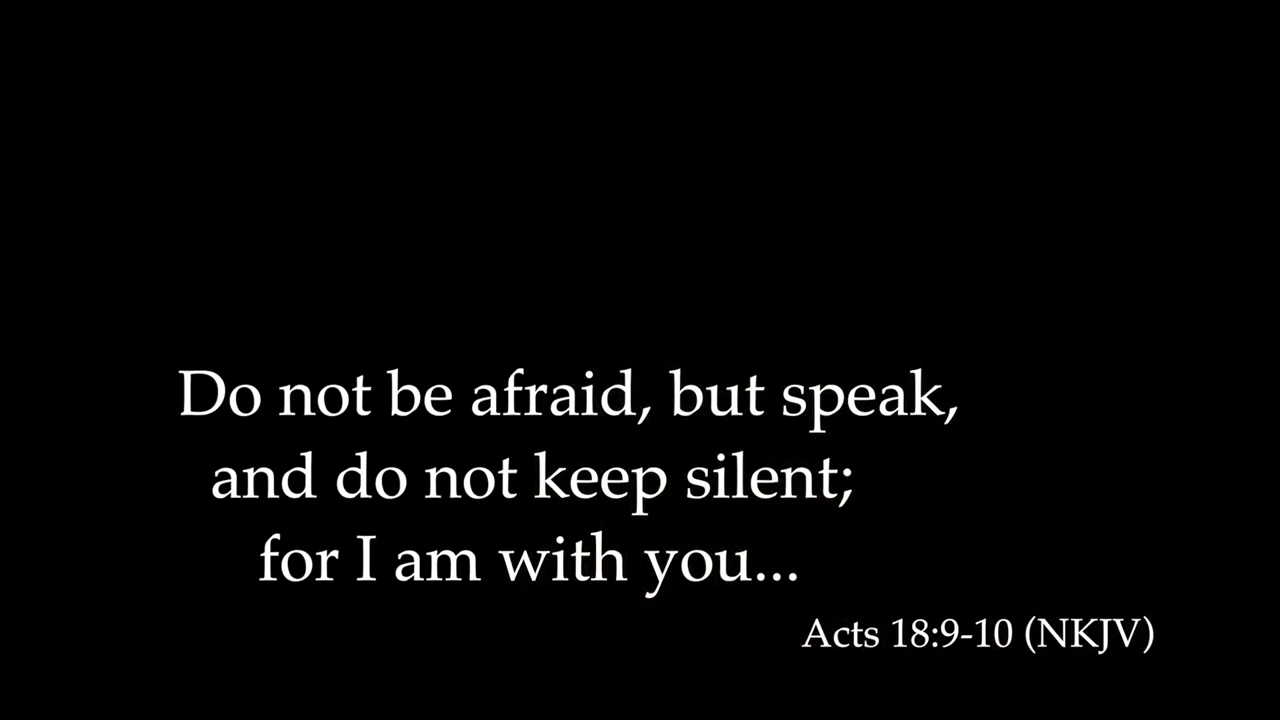 Do not be afraid, but speak,
and do not keep silent;
for I am with you...
Acts 18:9-10 (NKJV)